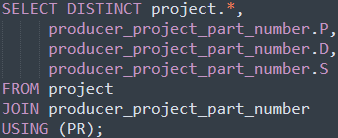 SELECT DISTINCT project.*,
producer_project_part_number.P,
producer_project_part_number.D,
producer_project_part_number.S
FROM project
JOIN producer_project_part_number
USING (PR);